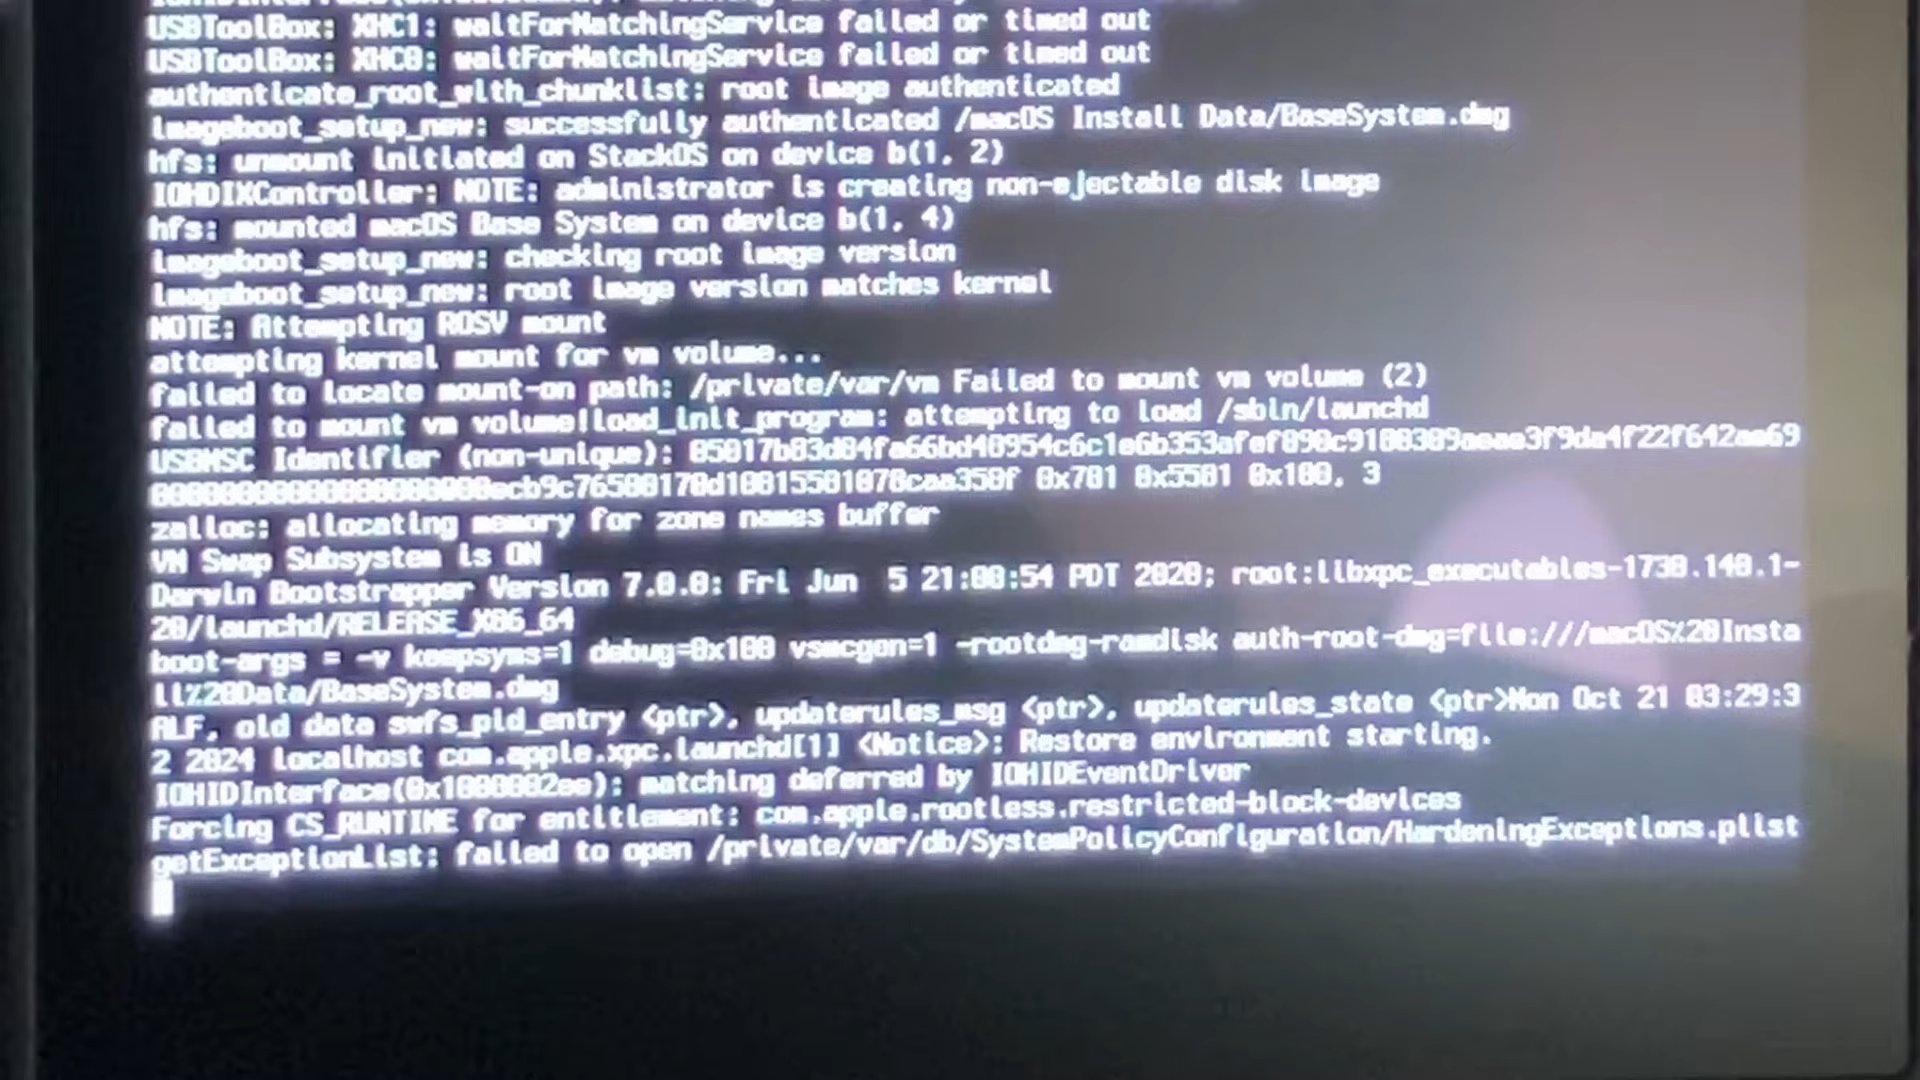 USBToolBox: XHC1: waitForMatchingService failed or timed out
USBToolBox: XHC0: waitForMatchingService failed or timed out
authenticate_root_with_chunklist: root image authenticated
imageboot_setup_new: successfully authenticated /macOS Install Data/BaseSystem.dmg
hfs: unmount initiated on StackOS on device b(1, 2)
IOHDIXController: NOTE: administrator is creating non-ejectable disk image
hfs: mounted macOS Base System on device b(1, 4)
imageboot_setup_new: checking root image version
imageboot_setup_new: root image version matches kernel
NOTE: Attempting ROSV mount
attempting kernel mount for vm volume...
failed to locate mount-on path: /private/var/vm Failed to mount vm volume (2)
failed to mount vm volume!load_init_program: attempting to load /sbin/launchd
USBMSC Identifier (non-unique):
0x781 0x5581 0x100, 3
zalloc: allocating memory for zone names buffer
VM Swap Subsystem is ON
Darwin Bootstrapper Version 7.0.0: Fri Jun  5 21:00:54 PDT 2020; root:libxpc_executables-1738.140.1-
20/launchd/RELEASE_X86_64
boot-args = -v keepsyms=1 debug=0x100 vsmcgen=1 -rootdmg-ramdisk auth-root-dmg=file:///macOS%20Insta
ll%20Data/BaseSystem.dmg
ALF, old data swfs_pid_entry <ptr>, updaterules_msg <ptr>, updaterules_state <ptr>Mon Oct 21 03:29:3
2 2024 localhost com.apple.xpc.launchd[1] <Notice>: Restore environment starting.
IOHIDInterface(0x1000002ee): matching deferred by IOHIDEventDriver
Forcing CS_RUNTIME for entitlement: com.apple.rootless.restricted-block-devices
getExceptionList: failed to open /private/var/db/SystemPolicyConfiguration/HardeningExceptions.plist